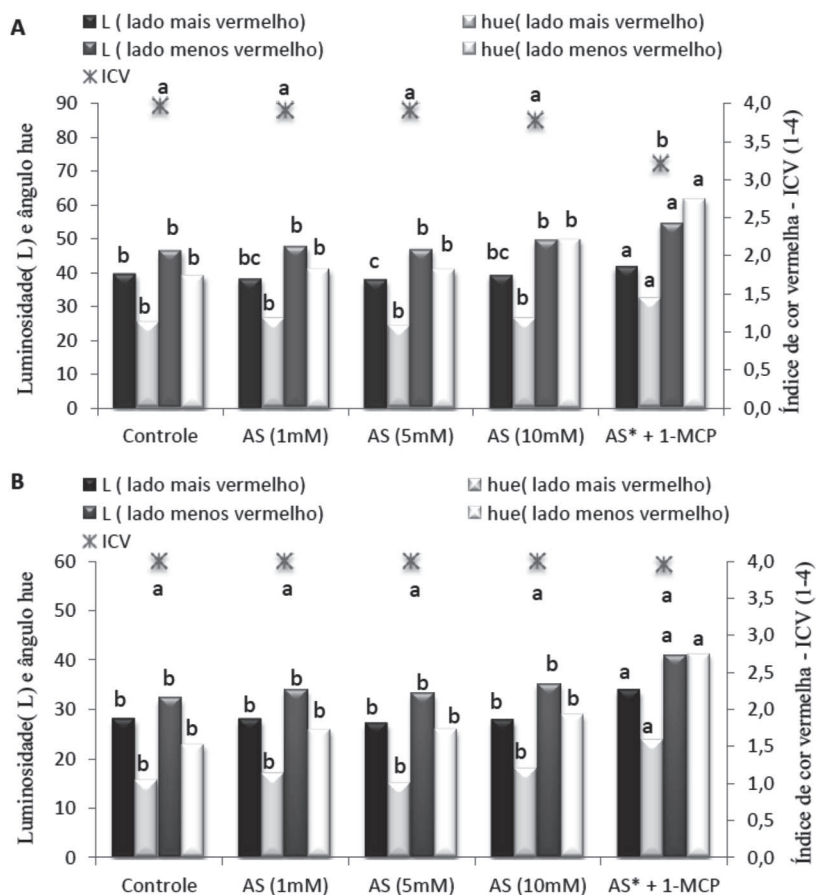 A
L ( lado mais vermelho) hue( lado mais vermelho)
L ( lado menos vermelho) hue( lado menos vermelho)
ICV
a a a a b
90 4,0
80 3,5
70 3,0
60 2,5
50 2,0
40 1,5
30 1,0
20 0,5
10 0,0
0
Luminosidade( L) e ângulo hue
Índice de cor vermelha - ICV (1-4)
b b b b
bc b b b
c b b b
bc b b b
a a a a
Controle AS (1mM) AS (5mM) AS (10mM) AS* + 1-MCP
B
L ( lado mais vermelho) hue( lado mais vermelho)
L ( lado menos vermelho) hue( lado menos vermelho)
ICV
60 4,0
50 3,5
40 3,0
30 2,5
20 2,0
10 1,5
0 1,0
0,5
0,0
Luminosidade( L) e ângulo hue
Índice de cor vermelha - ICV (1-4)
a a a a a
b b b b
b b b b
b b b b
b b b b
a a a a
Controle AS (1mM) AS (5mM) AS (10mM) AS* + 1-MCP